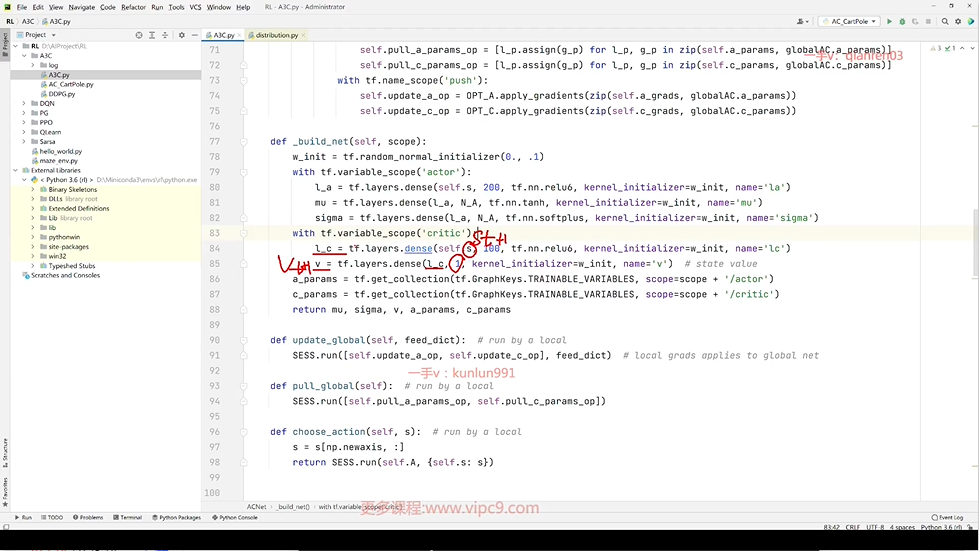 File Edit View Navigate Code Refactor Run Tools VCS Window Help RL - A3C.py - Administrator
RL A3C A3C.py AC_CartPole
Project A3C.py distribution.py
RL D:\AIProject\RL
A3C
log
A3C.py
AC_CartPole.py
DDPG.py
DQN
PG
PPO
QLearn
Sarsa
hello_world.py
maze_env.py
External Libraries
< Python 3.6 (rl) > D:\Miniconda3\envs\rl\python.exe
Binary Skeletons
DLLs library root
Extended Definitions
Lib library root
lib
pythonwin
site-packages
win32
Typeshed Stubs
Scratches and Consoles
Project
Structure
Favorites
71 self.pull_a_params_op = [l_p.assign(g_p) for l_p, g_p in zip(self.a_params, globalAC.a_params)]
一手v：qianfen03
72 self.pull_c_params_op = [l_p.assign(g_p) for l_p, g_p in zip(self.c_params, globalAC.c_params)]
73 with tf.name_scope('push'):
74 self.update_a_op = OPT_A.apply_gradients(zip(self.a_grads, globalAC.a_params))
75 self.update_c_op = OPT_C.apply_gradients(zip(self.c_grads, globalAC.c_params))
76
77 def _build_net(self, scope):
78 w_init = tf.random_normal_initializer(0., .1)
79 with tf.variable_scope('actor'):
80 l_a = tf.layers.dense(self.s, 200, tf.nn.relu6, kernel_initializer=w_init, name='la')
81 mu = tf.layers.dense(l_a, N_A, tf.nn.tanh, kernel_initializer=w_init, name='mu')
82 sigma = tf.layers.dense(l_a, N_A, tf.nn.softplus, kernel_initializer=w_init, name='sigma')
83 with tf.variable_scope('critic'):
84 l_c = tf.layers.dense(self.s, 100, tf.nn.relu6, kernel_initializer=w_init, name='lc')
85 v = tf.layers.dense(l_c, 1, kernel_initializer=w_init, name='v') # state value
86 a_params = tf.get_collection(tf.GraphKeys.TRAINABLE_VARIABLES, scope=scope + '/actor')
87 c_params = tf.get_collection(tf.GraphKeys.TRAINABLE_VARIABLES, scope=scope + '/critic')
88 return mu, sigma, v, a_params, c_params
89
90 def update_global(self, feed_dict): # run by a local
91 SESS.run([self.update_a_op, self.update_c_op], feed_dict) # local grads applies to global net
92
一手v：kunlun991
93 def pull_global(self): # run by a local
94 SESS.run([self.pull_a_params_op, self.pull_c_params_op])
95
96 def choose_action(self, s): # run by a local
97 s = s[np.newaxis, :]
98 return SESS.run(self.A, {self.s: s})
99
100
更多课程:www.vipc9.com
ACNet _build_net() with tf.variable_scope('critic')
Run TODO Problems Terminal Python Packages Python Console Event Log
83:42 CRLF UTF-8 4 spaces Python 3.6 (rl)